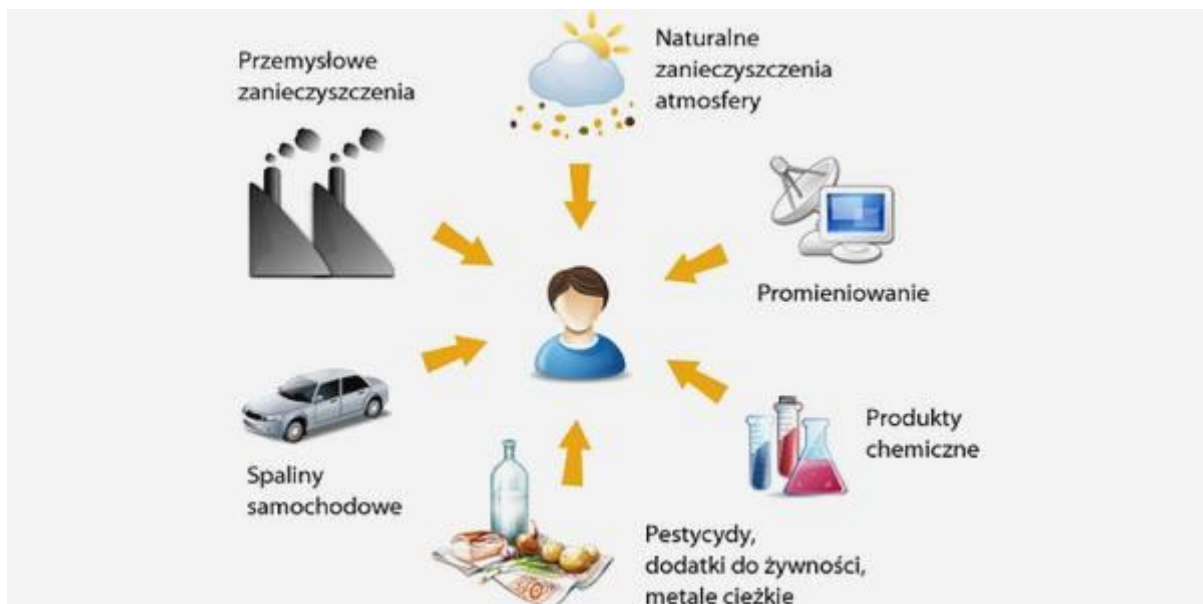 Przemysłowe
zanieczyszczenia
Naturalne
zanieczyszczenia
atmosfery
Promieniowanie
Produkty
chemiczne
Pestycydy,
dodatki do żywności,
metale ciężkie
Spaliny
samochodowe